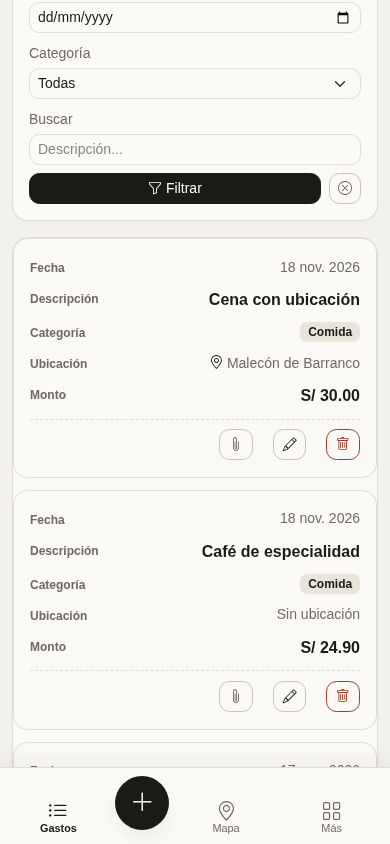 dd/mm/yyyy
Categoría
Todas
Buscar
Descripción...
Filtrar
Fecha 18 nov. 2026
Descripción Cena con ubicación
Categoría Comida
Ubicación Malecón de Barranco
Monto S/ 30.00
Fecha 18 nov. 2026
Descripción Café de especialidad
Categoría Comida
Ubicación Sin ubicación
Monto S/ 24.90
Gastos Mapa Más